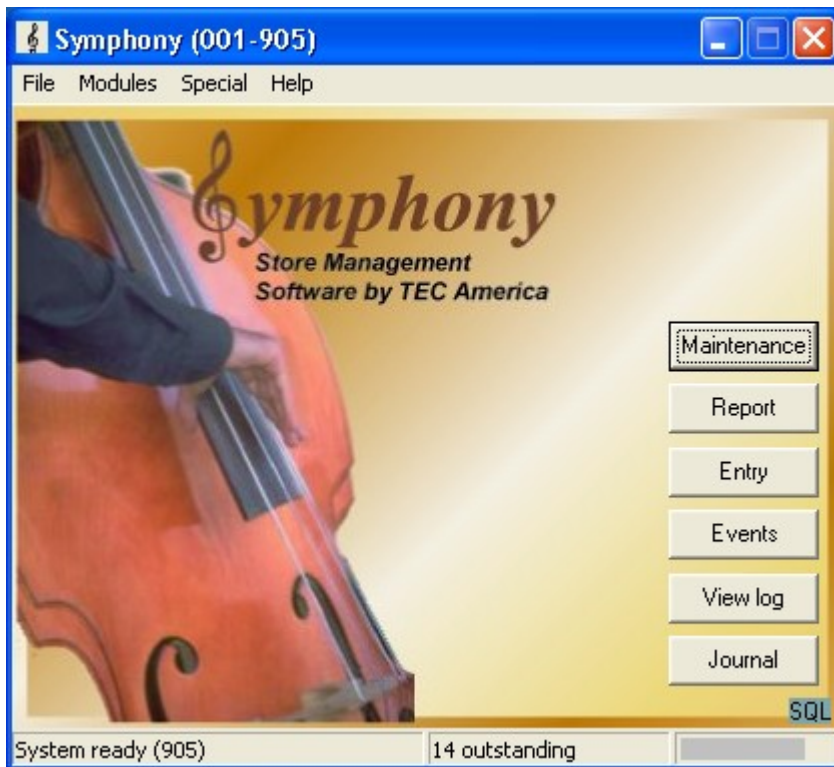 Symphony (001-905)
File Modules Special Help
Symphony
Store Management
Software by TEC America
Maintenance
Report
Entry
Events
View log
Journal
SQL
System ready (905) 14 outstanding